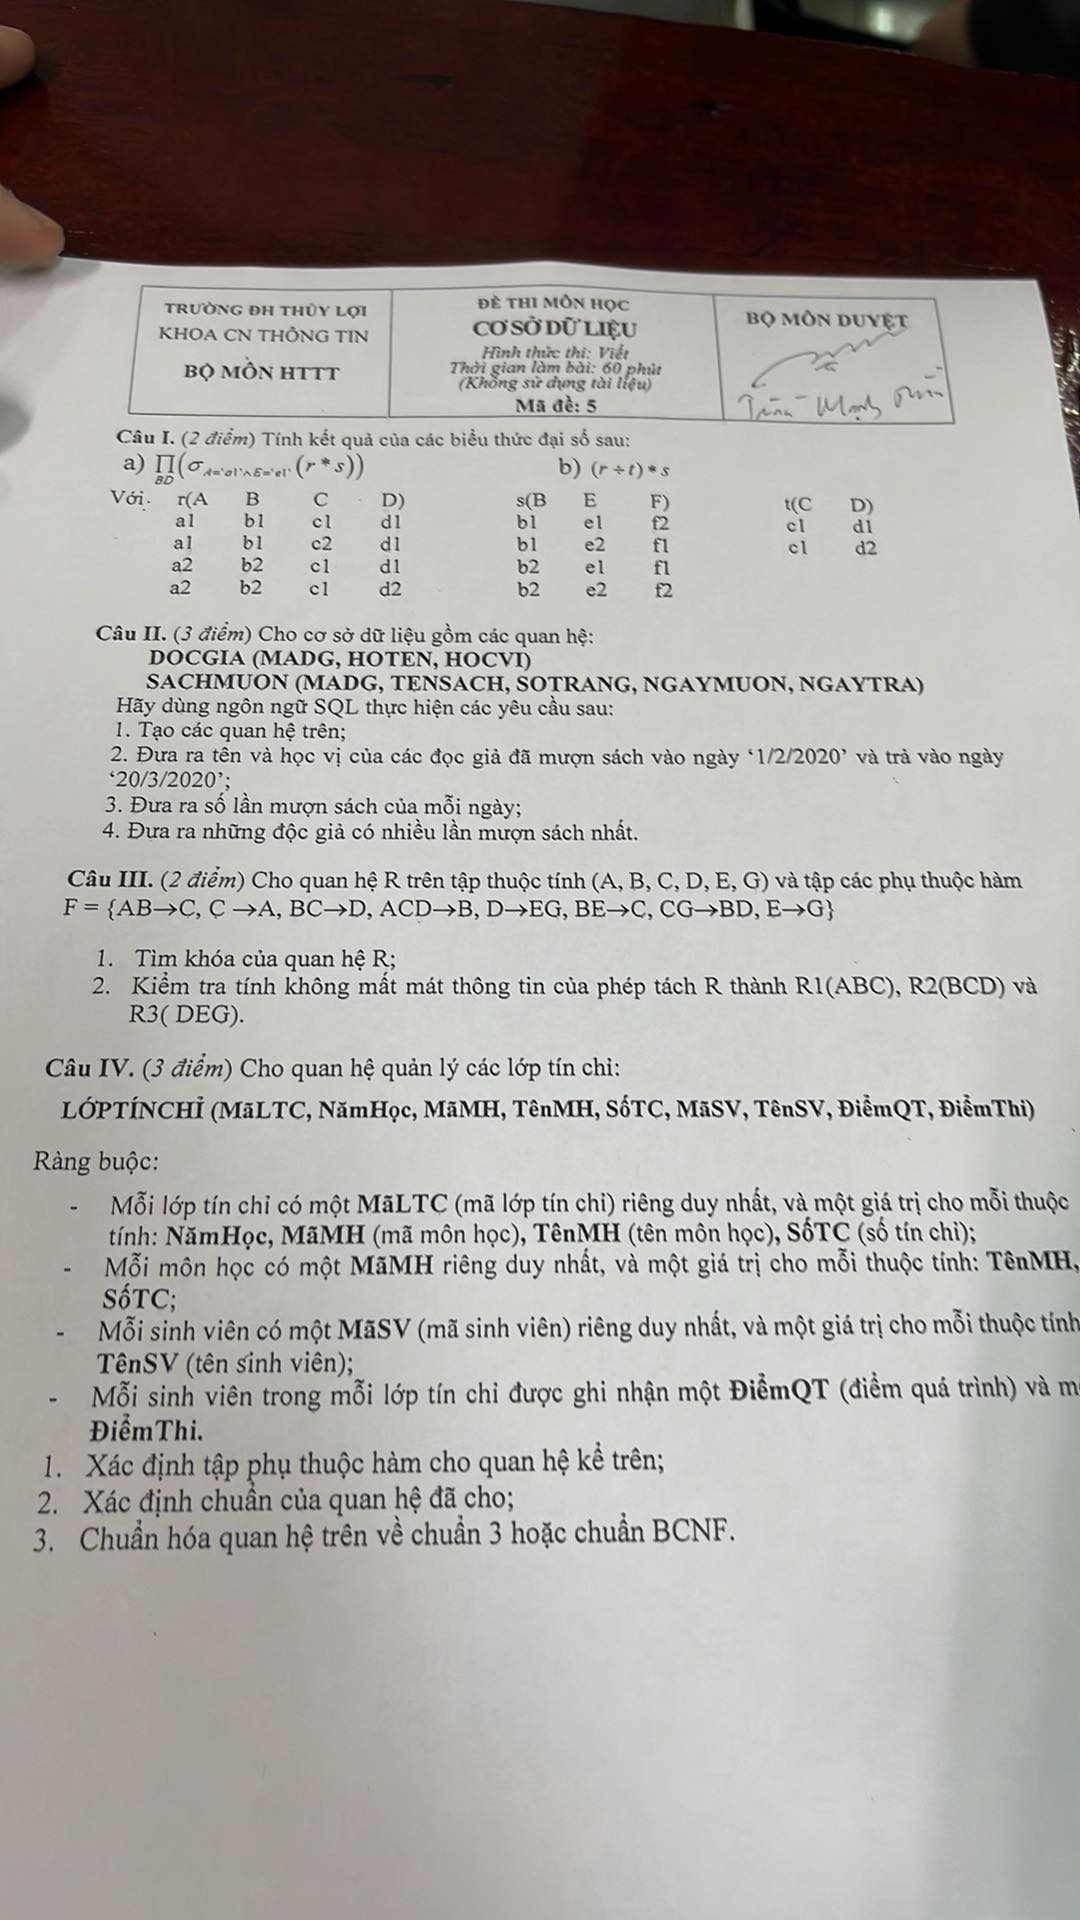 TRƯỜNG ĐH THỦY LỢI
KHOA CN THÔNG TIN
BỘ MÔN HTTT
ĐỀ THI MÔN HỌC
CƠ SỞ DỮ LIỆU
Hình thức thi: Viết
Thời gian làm bài: 60 phút
(Không sử dụng tài liệu)
Mã đề: 5
BỘ MÔN DUYỆT
Trần Mạnh
Câu I. (2 điểm) Tính kết quả của các biểu thức đại số sau:
a) ∏BD(σA='a1'∧E='e1'(r * s)) b) (r ÷ t) * s
Với. r(A B C D) s(B E F) t(C D)
a1 b1 c1 d1 b1 e1 f2 c1 d1
a1 b1 c2 d1 b1 e2 f1 c1 d2
a2 b2 c1 d1 b2 e1 f1
a2 b2 c1 d2 b2 e2 f2
Câu II. (3 điểm) Cho cơ sở dữ liệu gồm các quan hệ:
DOCGIA (MADG, HOTEN, HOCVI)
SACHMUON (MADG, TENSACH, SOTRANG, NGAYMUON, NGAYTRA)
Hãy dùng ngôn ngữ SQL thực hiện các yêu cầu sau:
1. Tạo các quan hệ trên;
2. Đưa ra tên và học vị của các đọc giả đã mượn sách vào ngày ‘1/2/2020’ và trả vào ngày
‘20/3/2020’;
3. Đưa ra số lần mượn sách của mỗi ngày;
4. Đưa ra những độc giả có nhiều lần mượn sách nhất.
Câu III. (2 điểm) Cho quan hệ R trên tập thuộc tính (A, B, C, D, E, G) và tập các phụ thuộc hàm
F = {AB→C, C →A, BC→D, ACD→B, D→EG, BE→C, CG→BD, E→G}
1. Tìm khóa của quan hệ R;
2. Kiểm tra tính không mất mát thông tin của phép tách R thành R1(ABC), R2(BCD) và
R3( DEG).
Câu IV. (3 điểm) Cho quan hệ quản lý các lớp tín chỉ:
LỚPTÍNCHỈ (MãLTC, NămHọc, MãMH, TênMH, SốTC, MãSV, TênSV, ĐiểmQT, ĐiểmThi)
Ràng buộc:
- Mỗi lớp tín chỉ có một MãLTC (mã lớp tín chỉ) riêng duy nhất, và một giá trị cho mỗi thuộc
tính: NămHọc, MãMH (mã môn học), TênMH (tên môn học), SốTC (số tín chỉ);
- Mỗi môn học có một MãMH riêng duy nhất, và một giá trị cho mỗi thuộc tính: TênMH,
SốTC;
- Mỗi sinh viên có một MãSV (mã sinh viên) riêng duy nhất, và một giá trị cho mỗi thuộc tính
TênSV (tên sinh viên);
- Mỗi sinh viên trong mỗi lớp tín chỉ được ghi nhận một ĐiểmQT (điểm quá trình) và
ĐiểmThi.
1. Xác định tập phụ thuộc hàm cho quan hệ kể trên;
2. Xác định chuẩn của quan hệ đã cho;
3. Chuẩn hóa quan hệ trên về chuẩn 3 hoặc chuẩn BCNF.